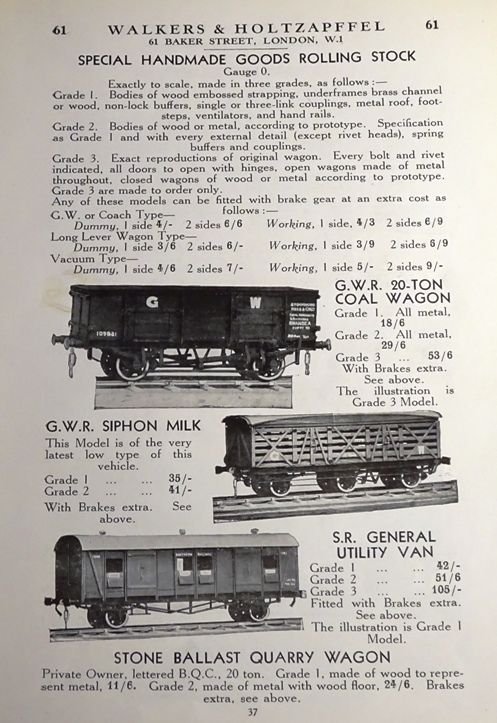 61 WALKERS & HOLTZAPFFEL 61
61 BAKER STREET, LONDON, W.1
SPECIAL HANDMADE GOODS ROLLING STOCK
Gauge 0.
Exactly to scale, made in three grades, as follows :—
Grade 1. Bodies of wood embossed strapping, underframes brass channel
or wood, non-lock buffers, single or three-link couplings, metal roof, foot-
steps, ventilators, and hand rails.
Grade 2. Bodies of wood or metal, according to prototype. Specification
as Grade 1 and with every external detail (except rivet heads), spring
buffers and couplings.
Grade 3. Exact reproductions of original wagon. Every bolt and rivet
indicated, all doors to open with hinges, open wagons made of metal
throughout, closed wagons of wood or metal according to prototype.
Grade 3 are made to order only.
Any of these models can be fitted with brake gear at an extra cost as
follows :—
G.W. or Coach Type—
Dummy, 1 side 4/- 2 sides 6/6 Working, 1 side, 4/3 2 sides 6/9
Long Lever Wagon Type—
Dummy, 1 side 3/6 2 sides 6/- Working, 1 side 3/9 2 sides 6/9
Vacuum Type—
Dummy, 1 side 4/6 2 sides 7/- Working, 1 side 5/- 2 sides 9/-
G W
109881
SWANSEA
G.W.R. 20-TON
COAL WAGON
Grade 1. All metal,
18/6
Grade 2. All metal,
29/6
Grade 3 ... 53/6
With Brakes extra.
See above.
The illustration is
Grade 3 Model.
G.W.R. SIPHON MILK
This Model is of the very
latest low type of this
vehicle.
Grade 1 ... ... 35/-
Grade 2 ... ... 41/-
With Brakes extra. See
above.
S.R. GENERAL
UTILITY VAN
Grade 1 ... ... 42/-
Grade 2 ... ... 51/6
Grade 3 ... ... 105/-
Fitted with Brakes extra.
See above.
The illustration is Grade 1
Model.
SOUTHERN RAILWAY
STONE BALLAST QUARRY WAGON
Private Owner, lettered B.Q.C., 20 ton. Grade 1, made of wood to repre-
sent metal, 11/6. Grade 2, made of metal with wood floor, 24/6. Brakes
extra, see above.
37